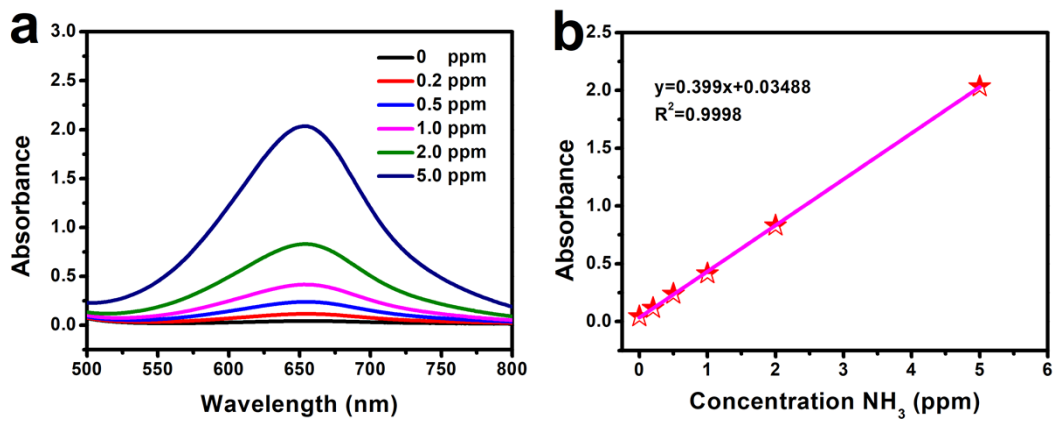 a
Absorbance
3.0
2.5
2.0
1.5
1.0
0.5
0.0
0 ppm
0.2 ppm
0.5 ppm
1.0 ppm
2.0 ppm
5.0 ppm
500 550 600 650 700 750 800
Wavelength (nm)
b
Absorbance
2.5
2.0
1.5
1.0
0.5
0.0
y=0.399x+0.03488
R²=0.9998
0 1 2 3 4 5 6
Concentration NH₃ (ppm)